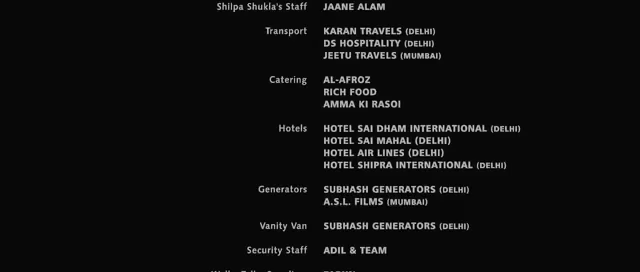 Shilpa Shukla's Staff JAANE ALAM
Transport KARAN TRAVELS (DELHI)
DS HOSPITALITY (DELHI)
JEETU TRAVELS (MUMBAI)
Catering AL-AFROZ
RICH FOOD
AMMA KI RASOI
Hotels HOTEL SAI DHAM INTERNATIONAL (DELHI)
HOTEL SAI MAHAL (DELHI)
HOTEL AIR LINES (DELHI)
HOTEL SHIPRA INTERNATIONAL (DELHI)
Generators SUBHASH GENERATORS (DELHI)
A.S.L. FILMS (MUMBAI)
Vanity Van SUBHASH GENERATORS (DELHI)
Security Staff ADIL & TEAM